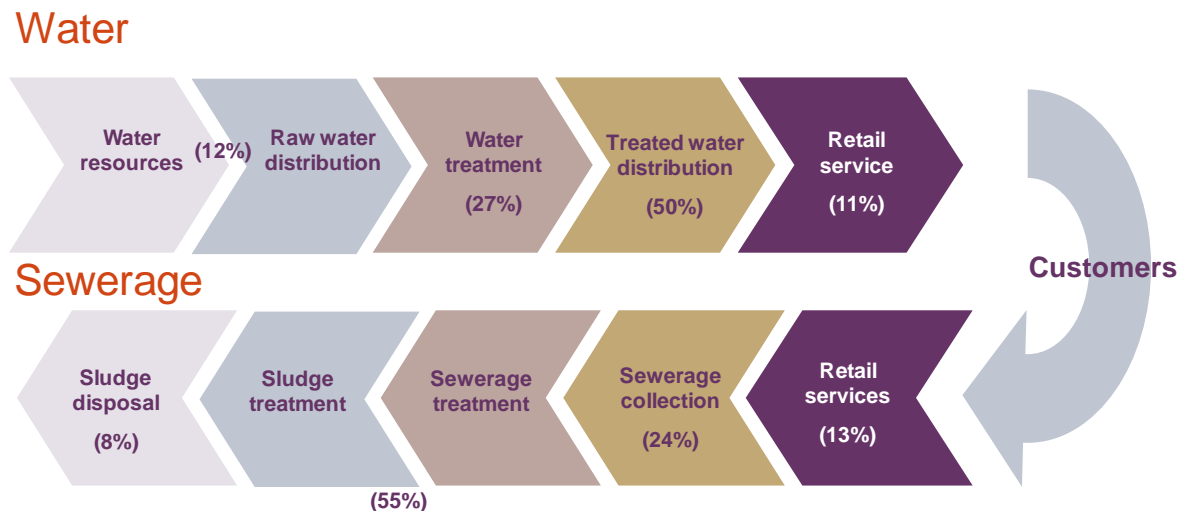 Water
Water
resources
(12%)
Raw water
distribution
Water
treatment
(27%)
Treated water
distribution
(50%)
Retail
service
(11%)
Customers
Sewerage
Sludge
disposal
(8%)
Sludge
treatment
(55%)
Sewerage
treatment
Sewerage
collection
(24%)
Retail
services
(13%)